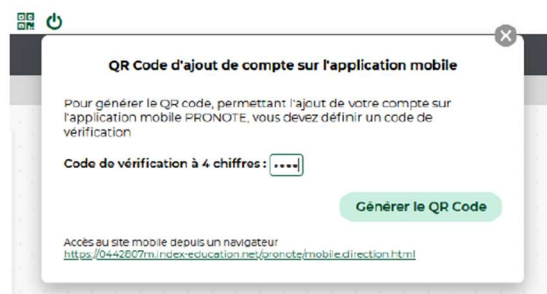 QR Code d'ajout de compte sur l'application mobile
Pour générer le QR code, permettant l'ajout de votre compte sur
l'application mobile PRONOTE, vous devez définir un code de
vérification
Code de vérification à 4 chiffres : ••••
Générer le QR Code
Accès au site mobile depuis un navigateur
https://0442807m.index-education.net/pronote/mobile.direction.html